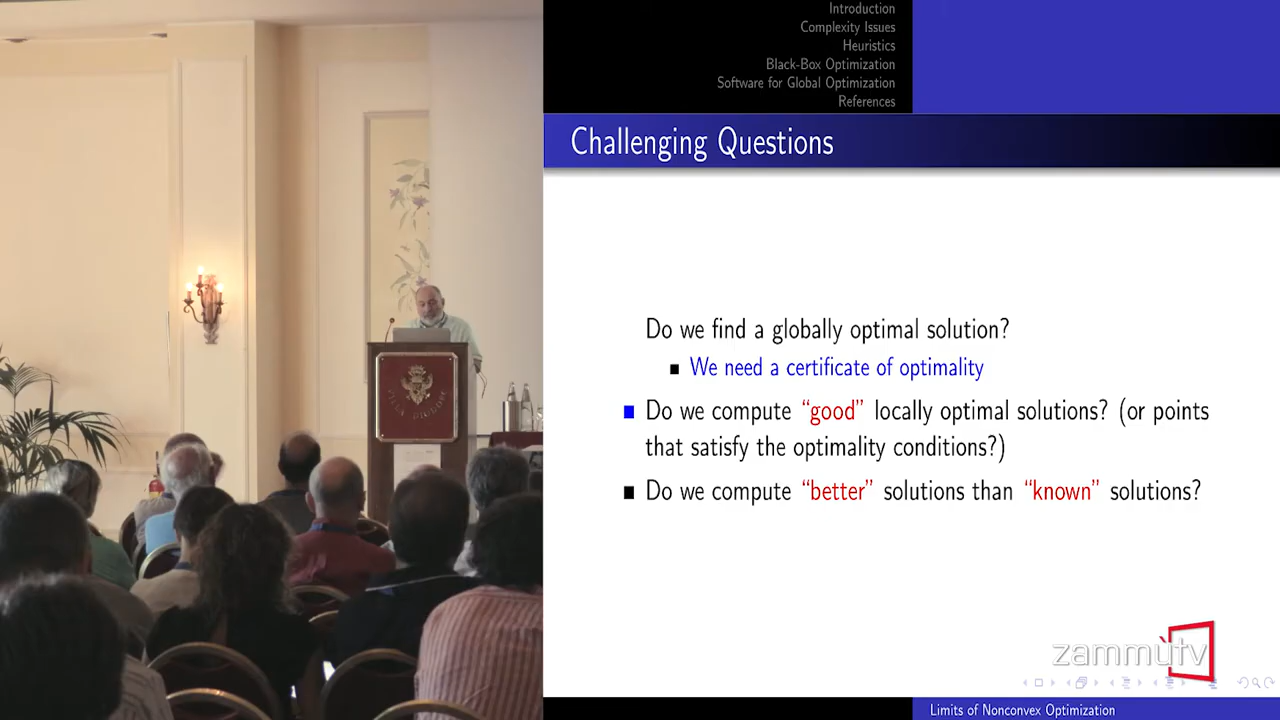 Introduction
Complexity Issues
Heuristics
Black-Box Optimization
Software for Global Optimization
References
Challenging Questions
Do we find a globally optimal solution?
We need a certificate of optimality
Do we compute “good” locally optimal solutions? (or points
that satisfy the optimality conditions?)
Do we compute “better” solutions than “known” solutions?
zammùtv
Limits of Nonconvex Optimization